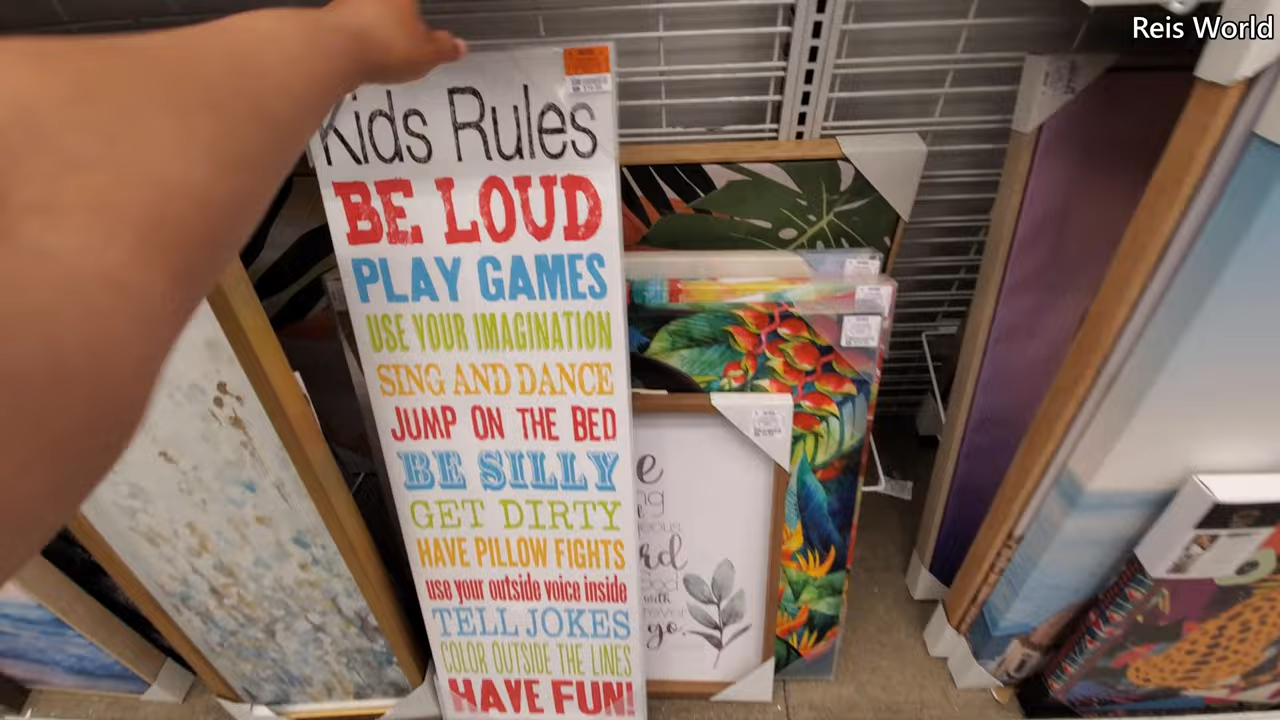 Reis World
Kids Rules
BE LOUD
PLAY GAMES
USE YOUR IMAGINATION
SING AND DANCE
JUMP ON THE BED
BE SILLY
GET DIRTY
HAVE PILLOW FIGHTS
use your outside voice inside
TELL JOKES
COLOR OUTSIDE THE LINES
HAVE FUN!
with
go.